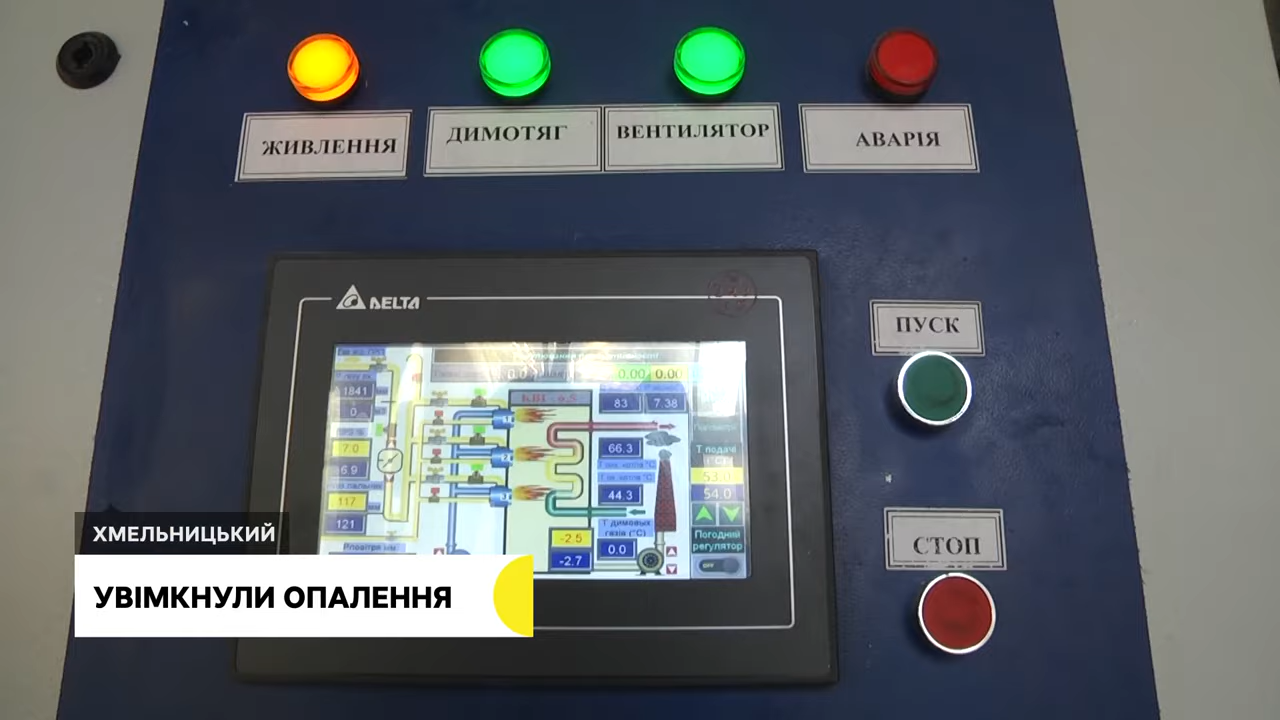 ЖИВЛЕННЯ
ДИМОТЯГ
ВЕНТИЛЯТОР
АВАРІЯ
DELTA
ПУСК
0.00
0.00
83
7.38
1841
0
7.0
6.9
117
121
66.3
44.3
Т подачі
(°C)
53.0
54.0
Т димових
газів (°C)
0.0
-2.5
-2.7
Погодний
регулятор
OFF
СТОП
ХМЕЛЬНИЦЬКИЙ
УВІМКНУЛИ ОПАЛЕННЯ